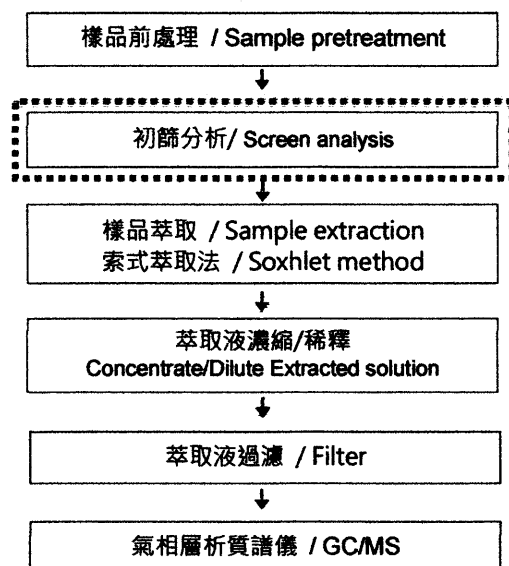 樣品前處理 / Sample pretreatment
初篩分析/ Screen analysis
樣品萃取 / Sample extraction
索式萃取法 / Soxhlet method
萃取液濃縮/稀釋
Concentrate/Dilute Extracted solution
萃取液過濾 / Filter
氣相層析質譜儀 / GC/MS